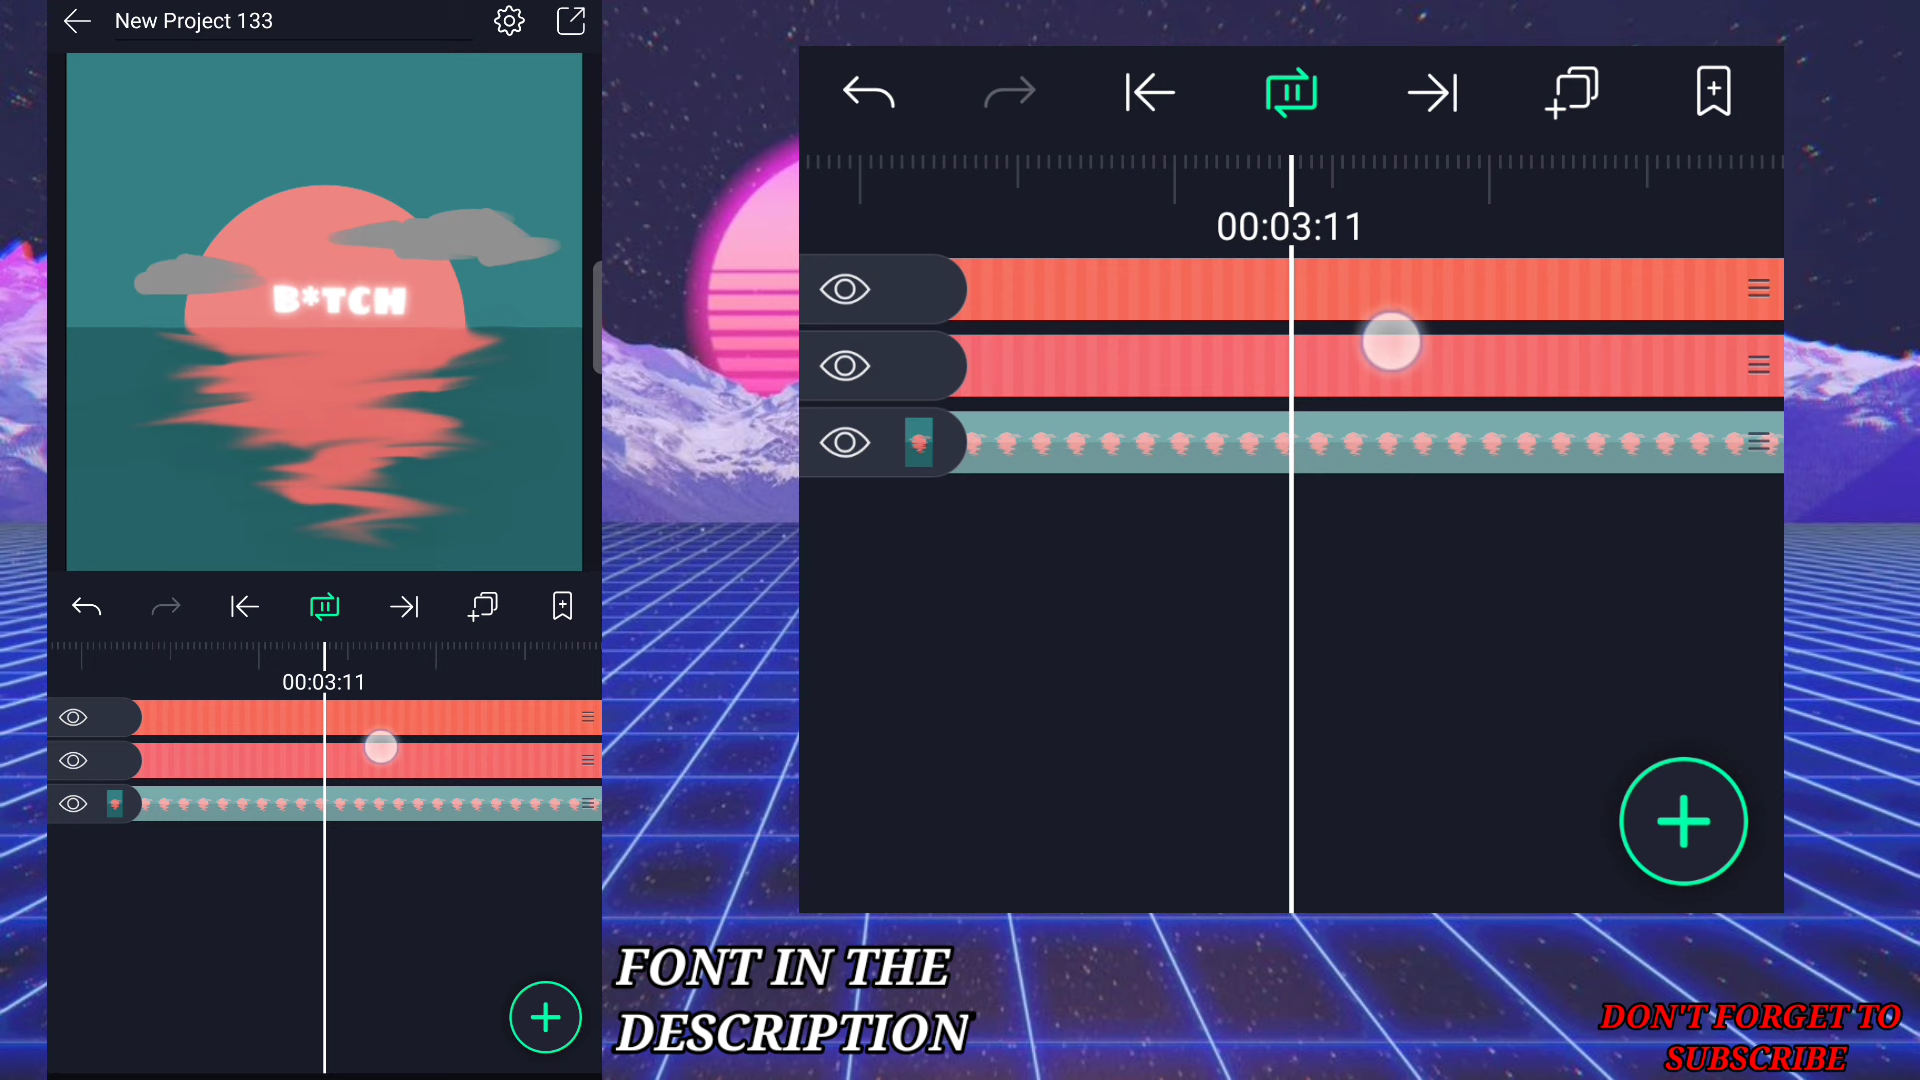 New Project 133
B*TCH
00:03:11
00:03:11
FONT IN THE
DESCRIPTION
DON'T FORGET TO
SUBSCRIBE